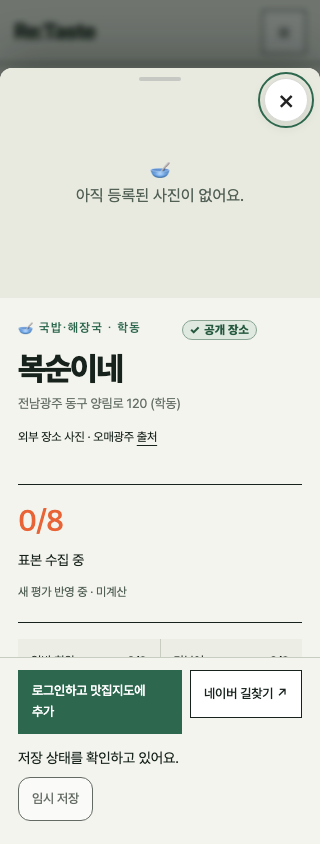 Re:Taste
×
아직 등록된 사진이 없어요.
국밥·해장국 · 학동
✓ 공개 장소
복순이네
전남광주 동구 양림로 120 (학동)
외부 장소 사진 · 오매광주 출처
0/8
표본 수집 중
새 평가 반영 중 · 미계산
로그인하고 맛집지도에
추가
네이버 길찾기 ↗
저장 상태를 확인하고 있어요.
임시 저장